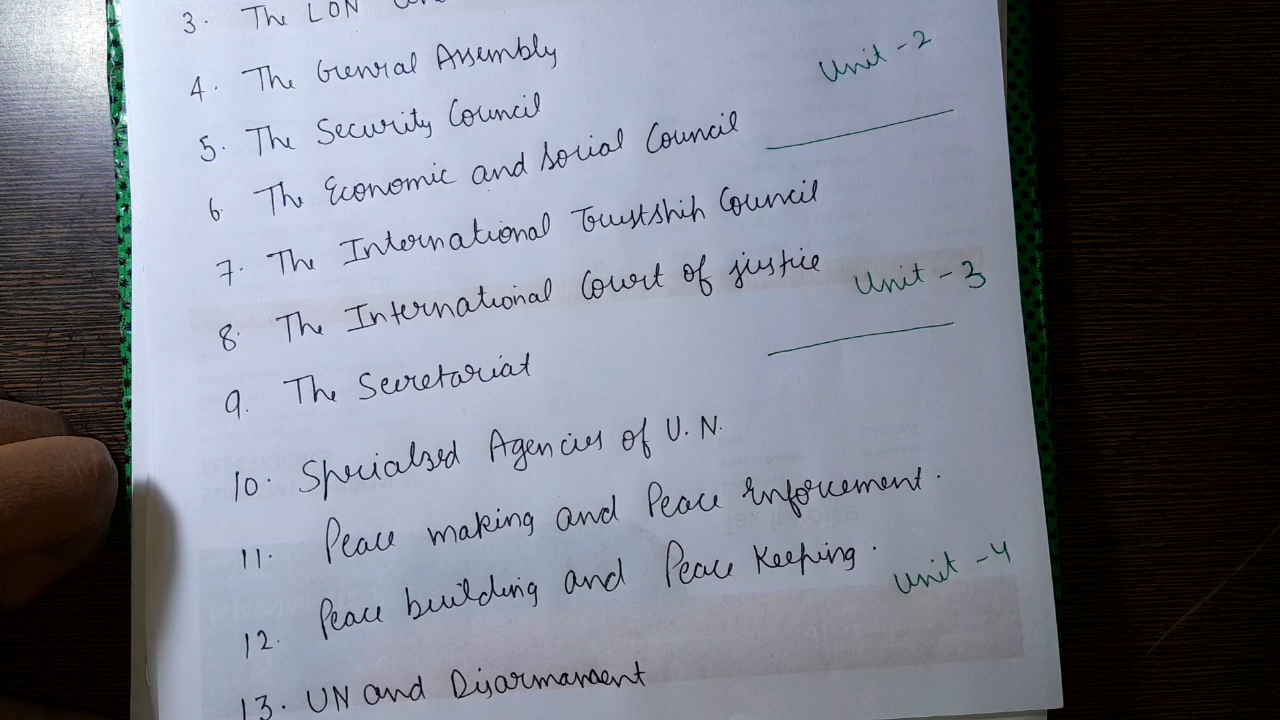 3. The LON
4. The Genral Assembly
Unit - 2
5. The Security Council
6. The Economic and Social Council
7. The International Trustship Council
8. The International Court of justice
Unit - 3
9. The Secretariat
10. Specialzed Agencies of U.N.
11. Peace making and Peace Enforcement.
12. Peace building and Peace Keeping.
Unit - 4
13. UN and Disarmament